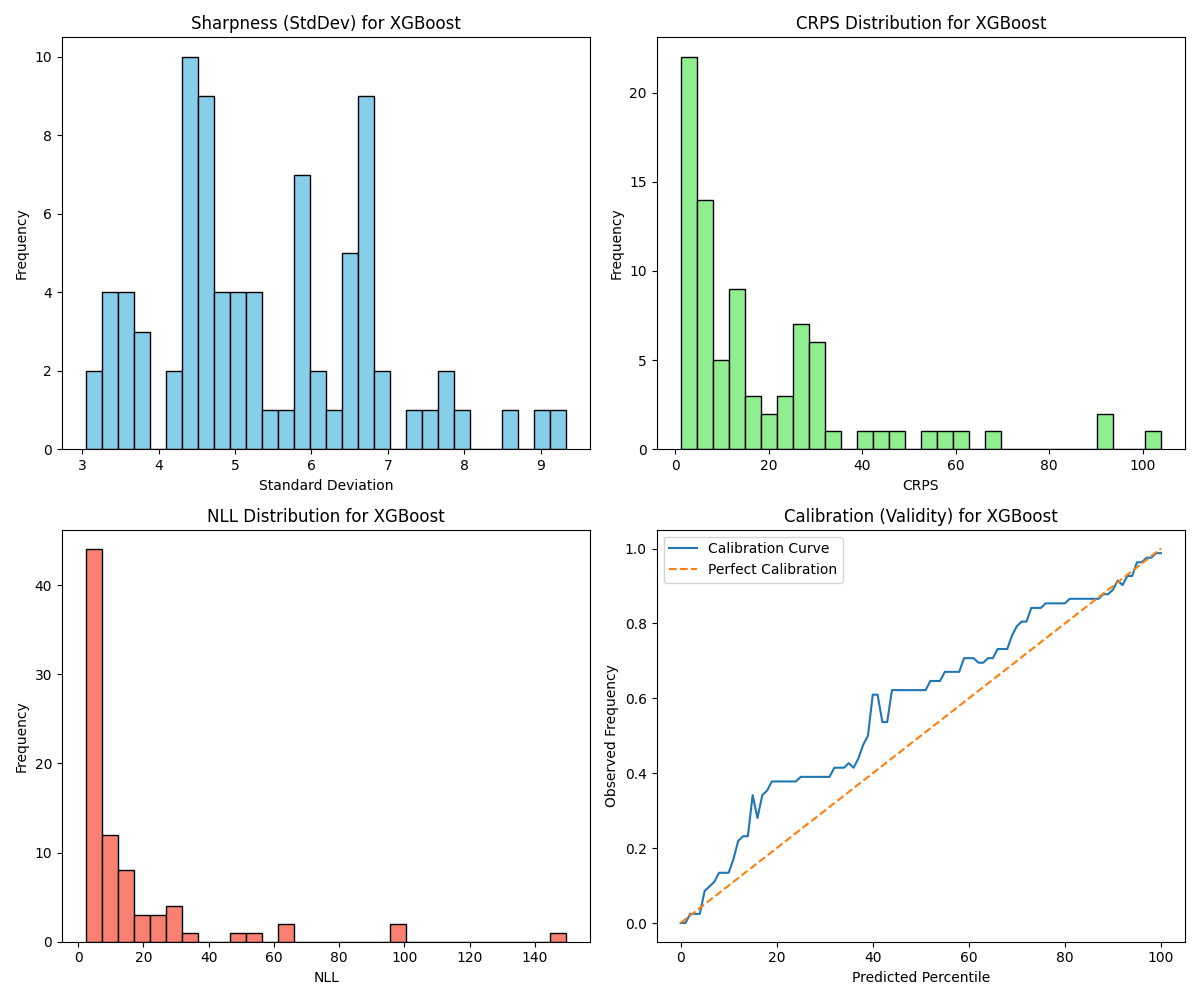 Sharpness (StdDev) for XGBoost
Frequency
10
8
6
4
2
0
3 4 5 6 7 8 9
Standard Deviation
CRPS Distribution for XGBoost
Frequency
20
15
10
5
0
0 20 40 60 80 100
CRPS
NLL Distribution for XGBoost
Frequency
40
30
20
10
0
0 20 40 60 80 100 120 140
NLL
Calibration (Validity) for XGBoost
Calibration Curve
Perfect Calibration
Observed Frequency
1.0
0.8
0.6
0.4
0.2
0.0
0 20 40 60 80 100
Predicted Percentile